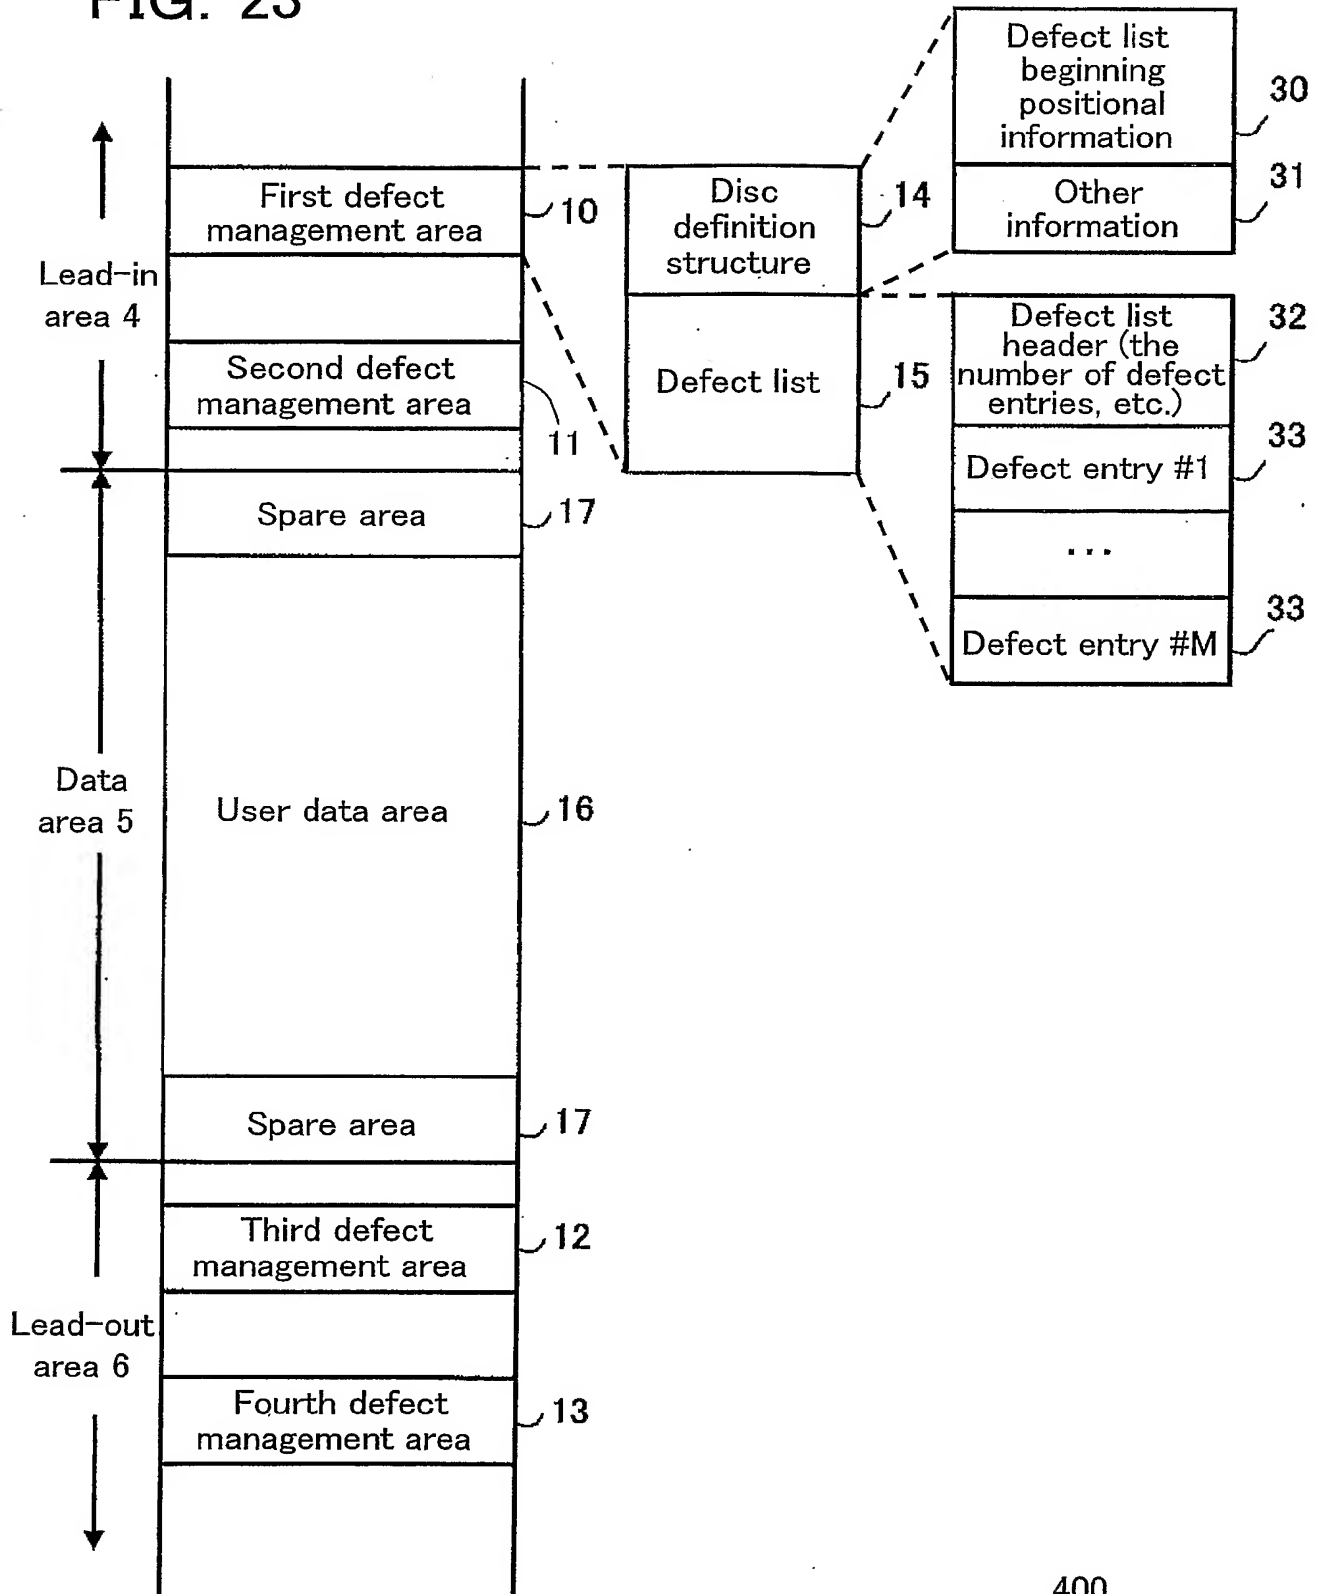 FIG. 23
Defect list
beginning
positional
information
30
Other
information
31
First defect
management area
10
Disc
definition
structure
14
Lead-in
area 4
Second defect
management area
11
Defect list
15
Defect list
header (the
number of defect
entries, etc.)
32
Defect entry #1
33
...
Defect entry #M
33
Spare area
17
Data
area 5
User data area
16
Spare area
17
Third defect
management area
12
Lead-out
area 6
Fourth defect
management area
13
400